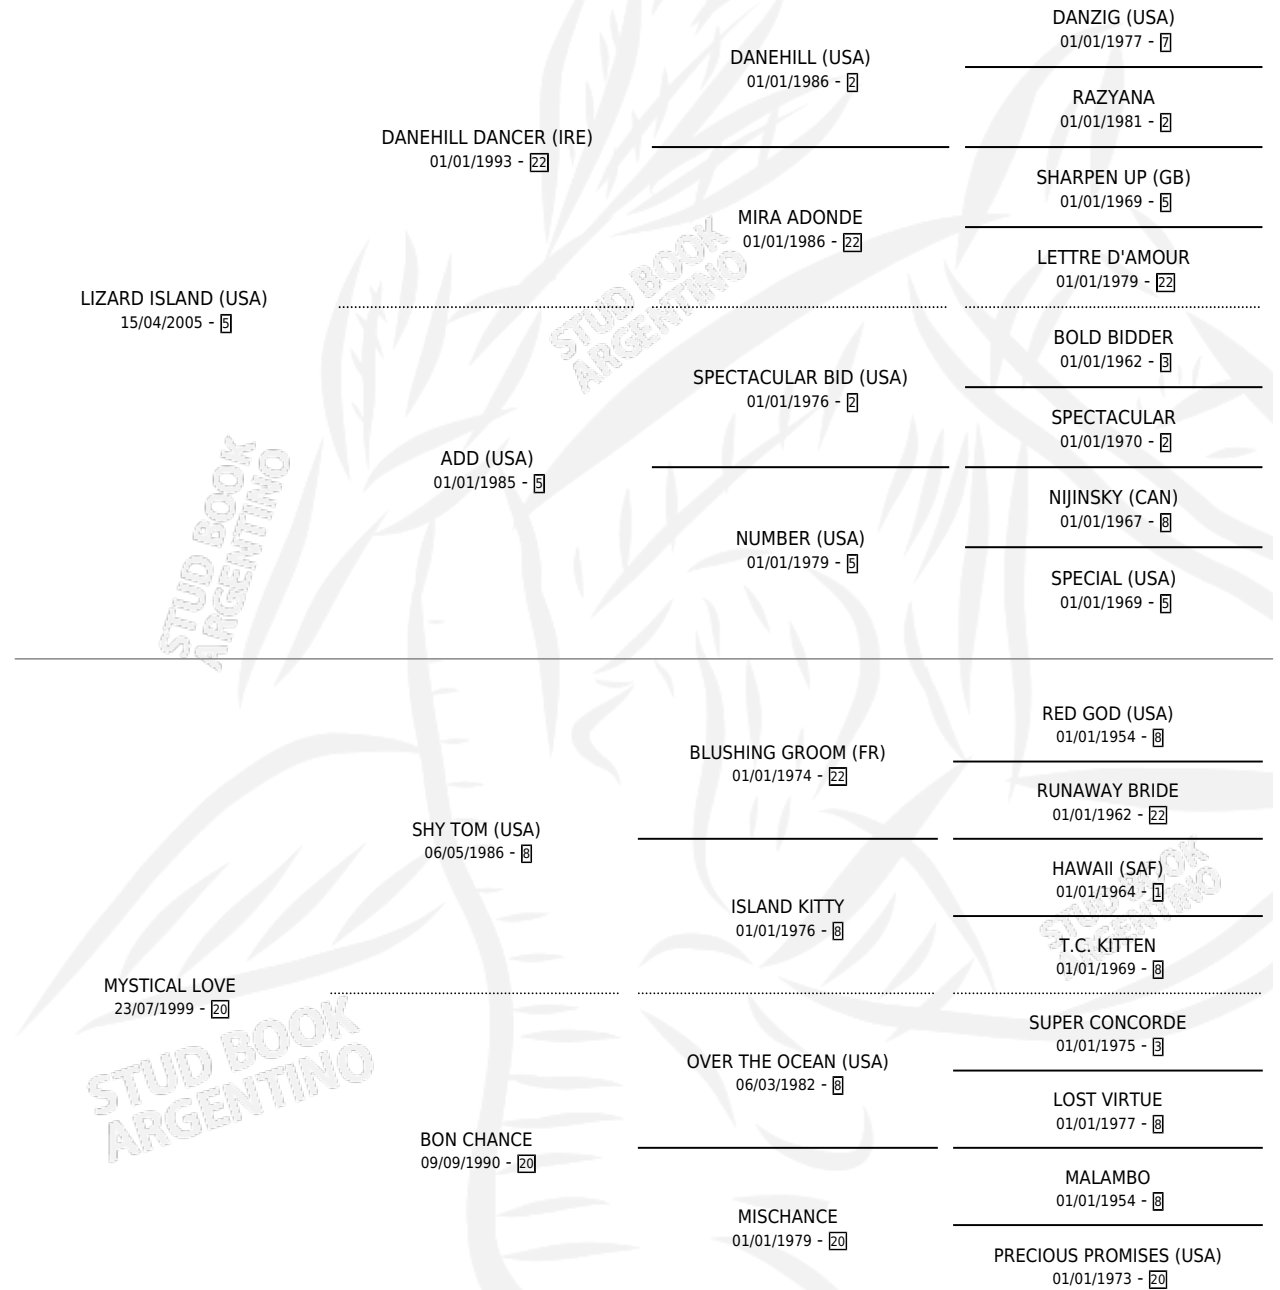 DANZIG (USA)
01/01/1977 - 7
DANEHILL (USA)
01/01/1986 - 2
RAZYANA
01/01/1981 - 2
DANEHILL DANCER (IRE)
01/01/1993 - 22
SHARPEN UP (GB)
01/01/1969 - 5
MIRA ADONDE
01/01/1986 - 22
LETTRE D'AMOUR
01/01/1979 - 22
LIZARD ISLAND (USA)
15/04/2005 - 5
BOLD BIDDER
01/01/1962 - 3
SPECTACULAR BID (USA)
01/01/1976 - 2
SPECTACULAR
01/01/1970 - 2
ADD (USA)
01/01/1985 - 5
NIJINSKY (CAN)
01/01/1967 - 8
NUMBER (USA)
01/01/1979 - 5
SPECIAL (USA)
01/01/1969 - 5
STUD BOOK
ARGENTINO
STUD BOOK
ARGENTINO
RED GOD (USA)
01/01/1954 - 8
BLUSHING GROOM (FR)
01/01/1974 - 22
RUNAWAY BRIDE
01/01/1962 - 22
SHY TOM (USA)
06/05/1986 - 8
HAWAII (SAF)
01/01/1964 - 1
ISLAND KITTY
01/01/1976 - 8
T.C. KITTEN
01/01/1969 - 8
MYSTICAL LOVE
23/07/1999 - 20
SUPER CONCORDE
01/01/1975 - 3
OVER THE OCEAN (USA)
06/03/1982 - 8
LOST VIRTUE
01/01/1977 - 8
BON CHANCE
09/09/1990 - 20
MALAMBO
01/01/1954 - 8
MISCHANCE
01/01/1979 - 20
PRECIOUS PROMISES (USA)
01/01/1973 - 20
STUD BOOK
ARGENTINO
STUD BOOK
ARGENTINO